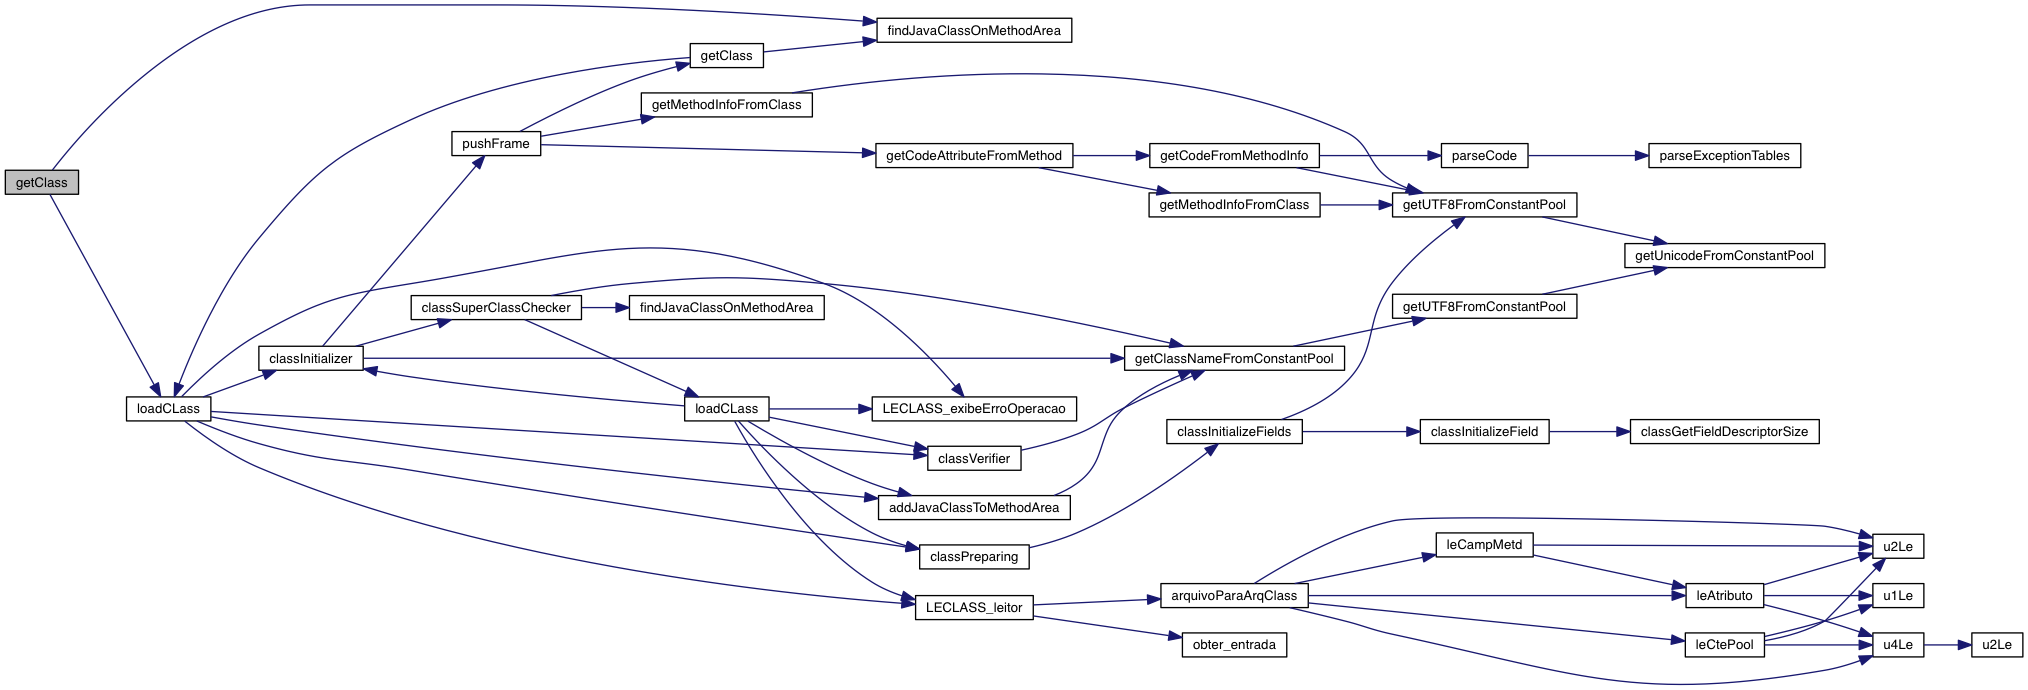 findJavaClassOnMethodArea
getClass
getMethodInfoFromClass
pushFrame
getCodeAttributeFromMethod
getCodeFromMethodInfo
parseCode
parseExceptionTables
getClass
getMethodInfoFromClass
getUTF8FromConstantPool
getUnicodeFromConstantPool
classSuperClassChecker
findJavaClassOnMethodArea
getUTF8FromConstantPool
classInitializer
getClassNameFromConstantPool
loadCLass
loadCLass
LECLASS_exibeErroOperacao
classInitializeFields
classInitializeField
classGetFieldDescriptorSize
classVerifier
addJavaClassToMethodArea
classPreparing
leCampMetd
u2Le
LECLASS_leitor
arquivoParaArqClass
leAtributo
u1Le
obter_entrada
leCtePool
u4Le
u2Le